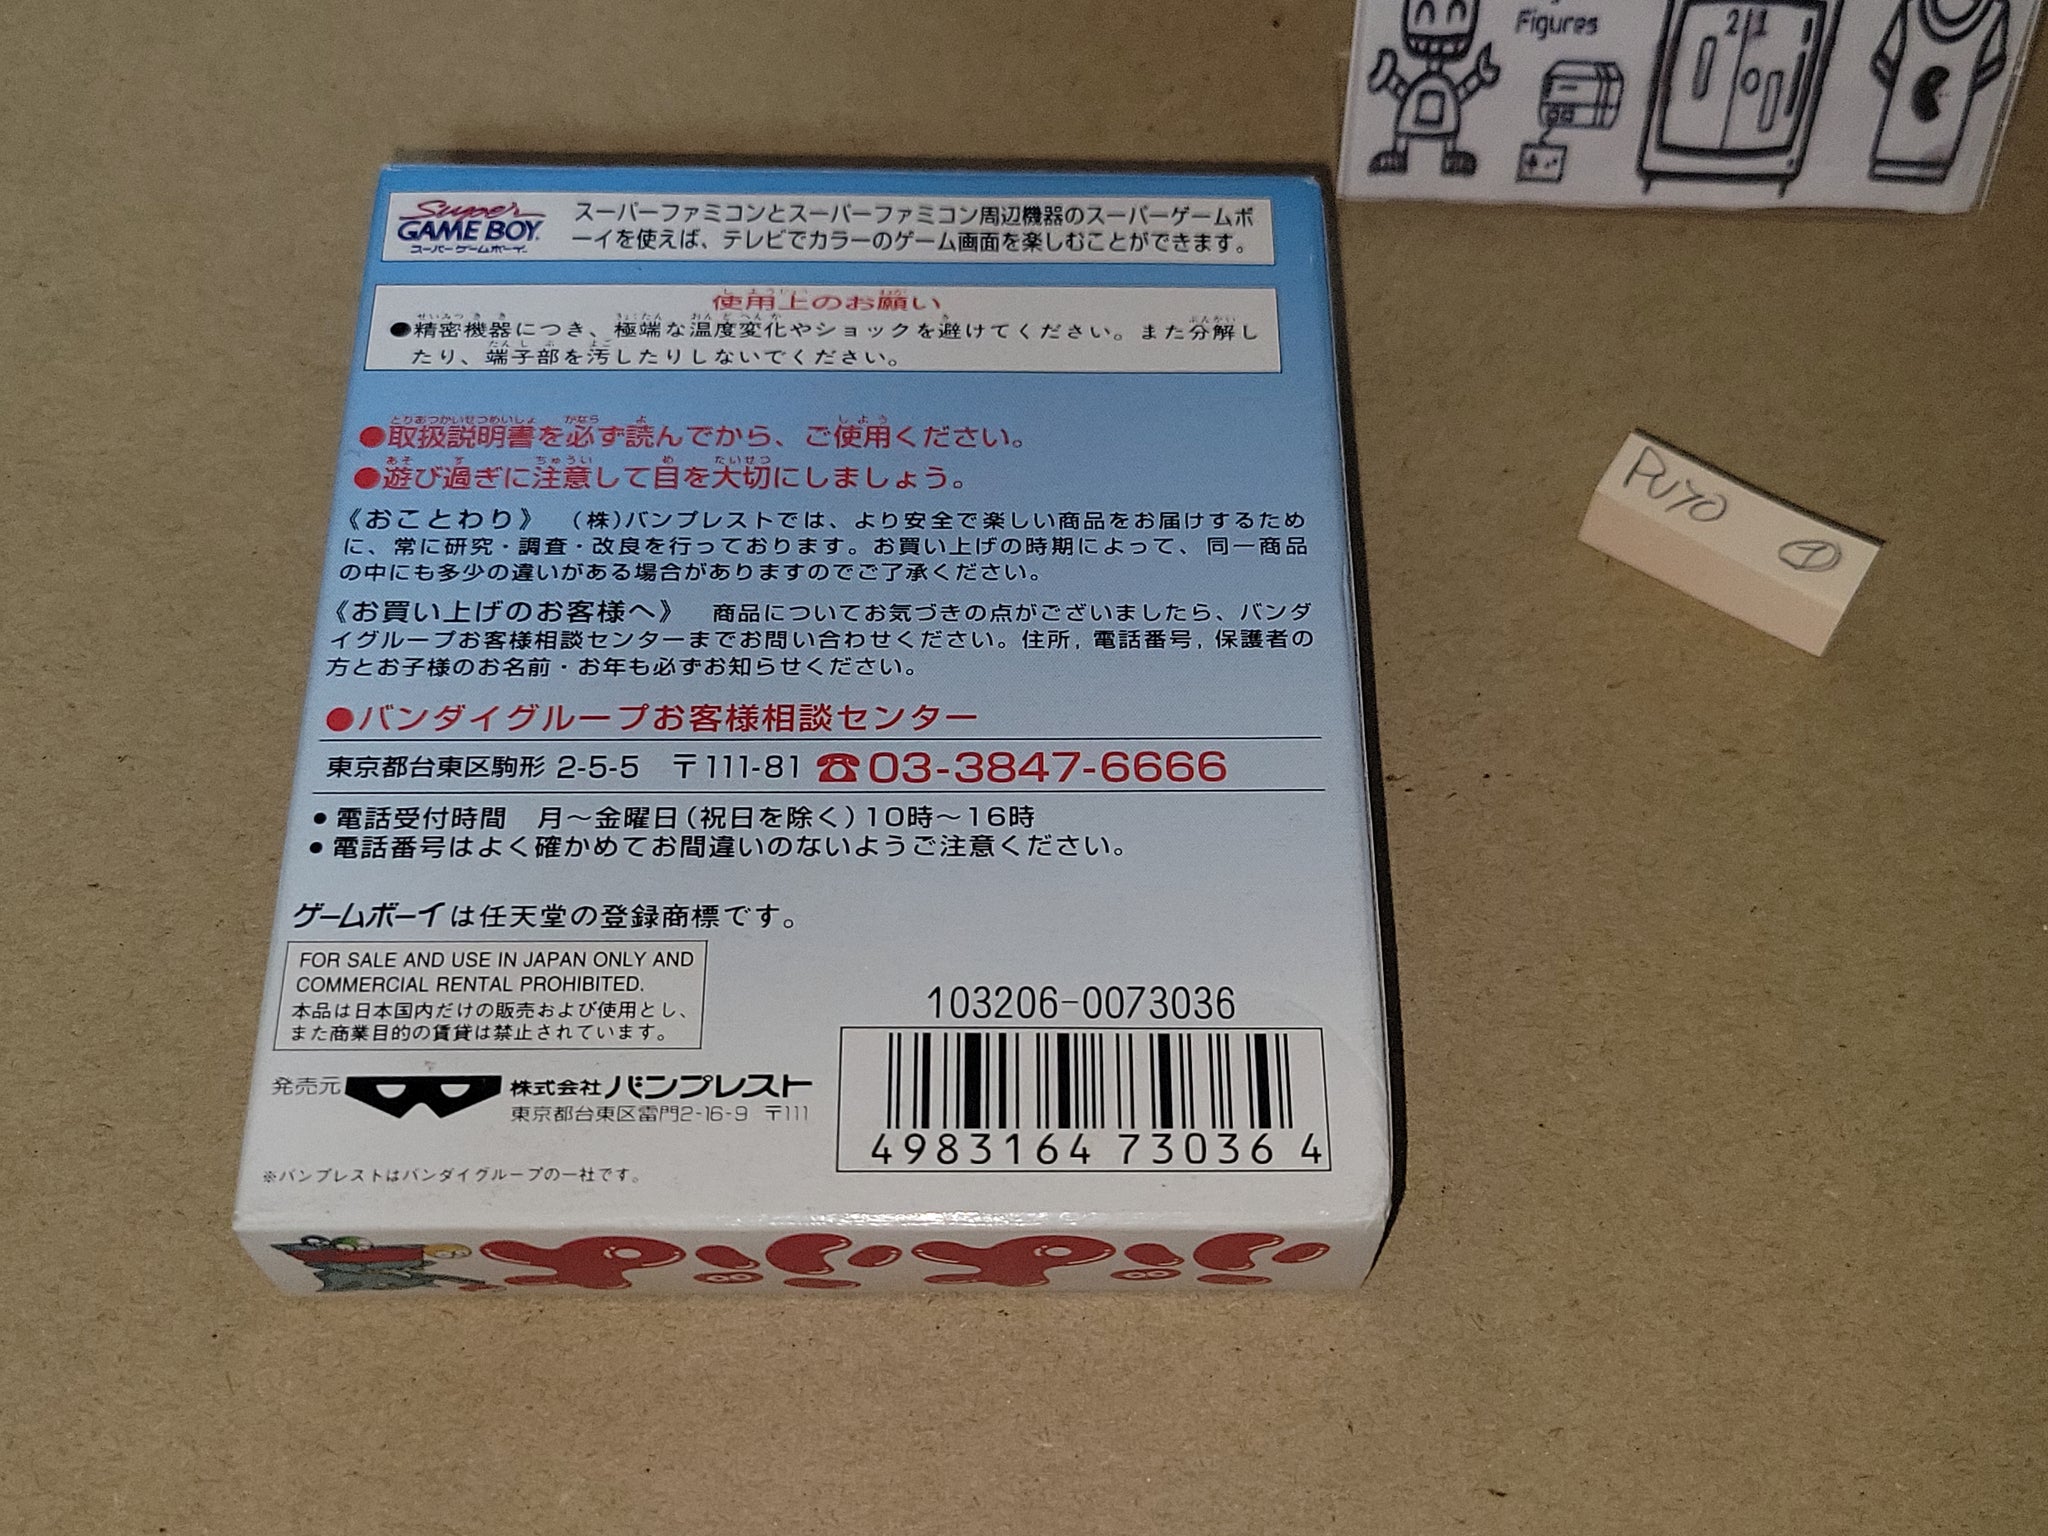 Figures
21
Super
GAME BOY
スーパーゲームボーイ
スーパーファミコンとスーパーファミコン周辺機器のスーパーゲームボ
ーイを使えば、テレビでカラーのゲーム画面を楽しむことができます。
使用上のお願い
●精密機器につき、極端な温度変化やショックを避けてください。また分解し
たり、端子部を汚したりしないでください。
●取扱説明書を必ず読んでから、ご使用ください。
●遊び過ぎに注意して目を大切にしましょう。
《おことわり》 (株)バンプレストでは、より安全で楽しい商品をお届けするため
に、常に研究・調査・改良を行っております。お買い上げの時期によって、同一商品
の中にも多少の違いがある場合がありますのでご了承ください。
《お買い上げのお客様へ》 商品についてお気づきの点がございましたら、バンダ
イグループお客様相談センターまでお問い合わせください。住所,電話番号,保護者の
方とお子様のお名前・お年も必ずお知らせください。
●バンダイグループお客様相談センター
東京都台東区駒形 2-5-5 〒111-81 ☎03-3847-6666
●電話受付時間 月～金曜日(祝日を除く)10時～16時
●電話番号はよく確かめてお間違いのないようご注意ください。
ゲームボーイは任天堂の登録商標です。
FOR SALE AND USE IN JAPAN ONLY AND
COMMERCIAL RENTAL PROHIBITED.
本品は日本国内だけの販売および使用とし、
また商業目的の賃貸は禁止されています。
発売元 株式会社 バンプレスト
東京都台東区雷門2-16-9 〒111
※バンプレストはバンダイグループの一社です。
103206-0073036
4983164 73036 4
ぷよぷよ
PUYO
①